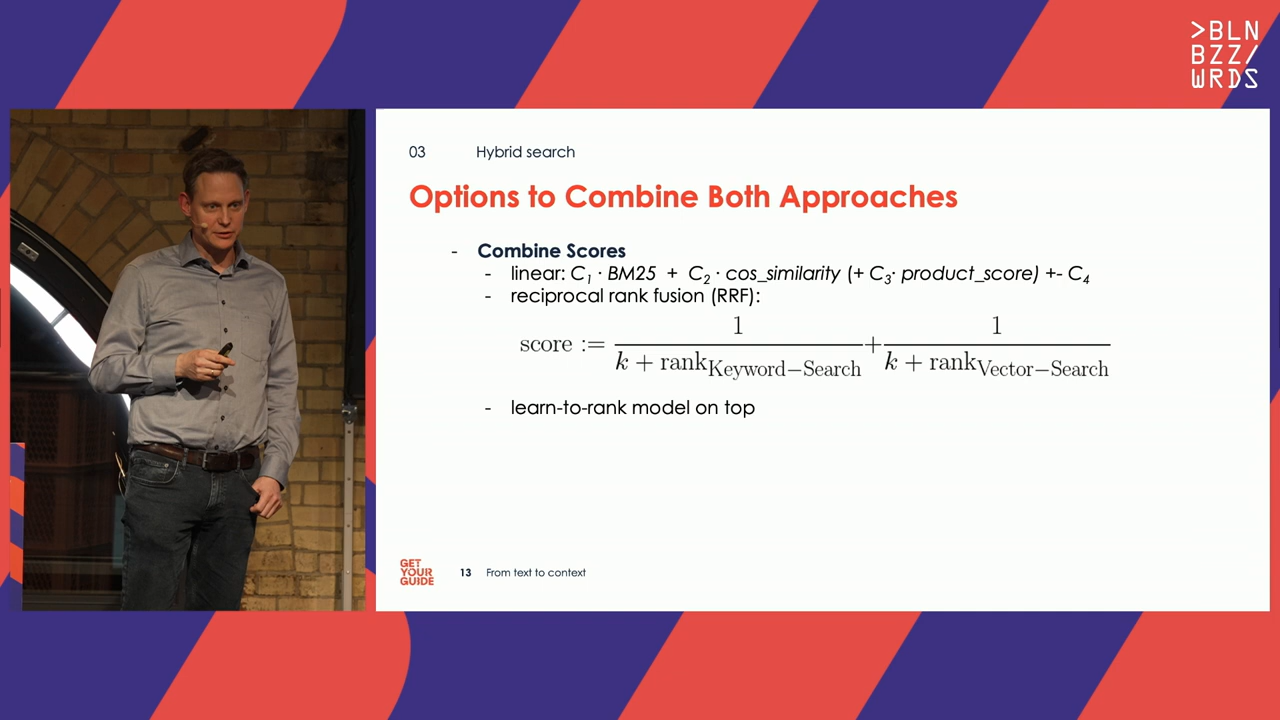 >BLN
BZZ/
WRDS
03 Hybrid search
Options to Combine Both Approaches
- Combine Scores
- linear: C₁ · BM25 + C₂ · cos_similarity (+ C₃· product_score) +- C₄
- reciprocal rank fusion (RRF):
score := 1/(k + rank_Keyword−Search) + 1/(k + rank_Vector−Search)
- learn-to-rank model on top
GET
YOUR
GUIDE
13 From text to context